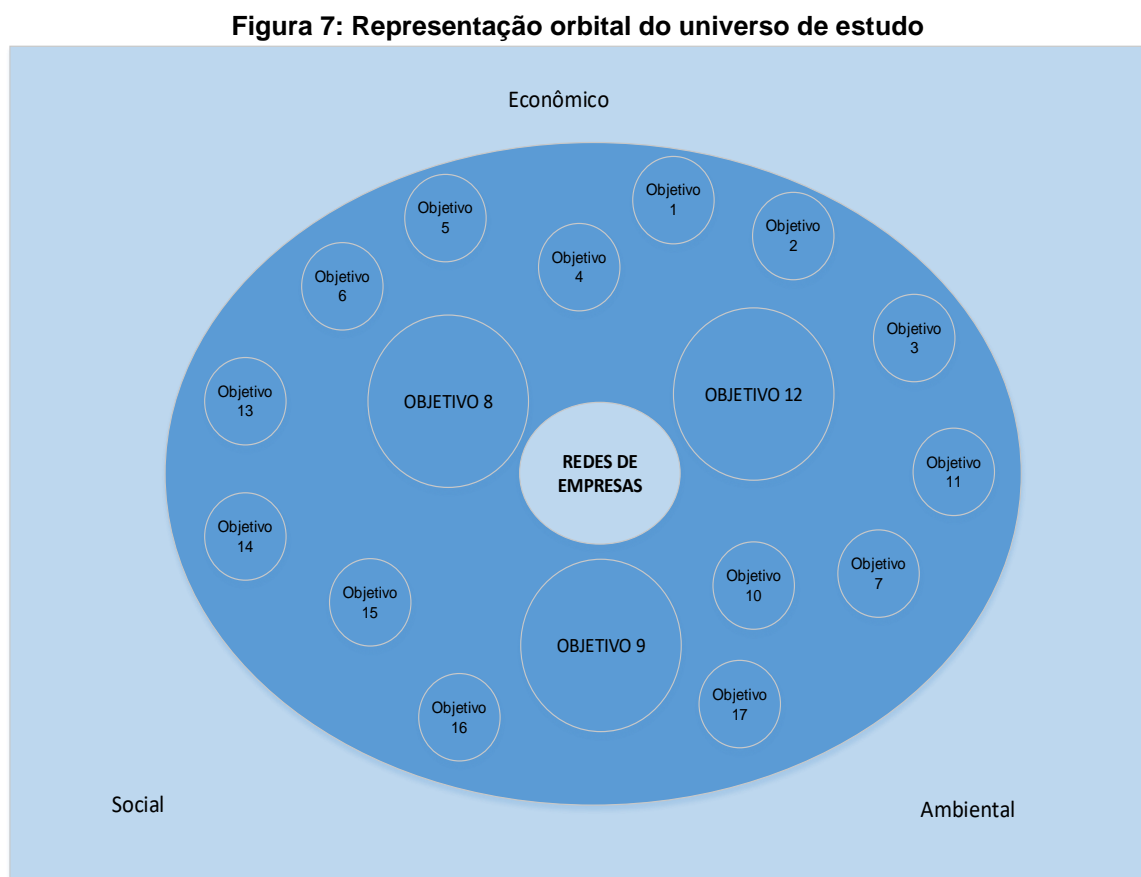 Figura 7: Representação orbital do universo de estudo
Econômico
Objetivo
1
Objetivo
5
Objetivo
2
Objetivo
4
Objetivo
6
Objetivo
3
OBJETIVO 12
Objetivo
13
OBJETIVO 8
REDES DE
EMPRESAS
Objetivo
11
Objetivo
14
Objetivo
7
Objetivo
10
Objetivo
15
OBJETIVO 9
Objetivo
17
Objetivo
16
Social
Ambiental